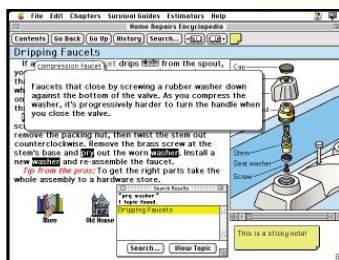 File Edit Chapters Survival Guides Estimators Help
Home Repairs Encyclopedia
Contents Go Back Go Up History Search...
Dripping Faucets
If a compression faucet drips from the spout,
Faucets that close by screwing a rubber washer down
against the bottom of the valve. As you compress the
washer, it's progressively harder to turn the handle when
you close the valve.
remove the packing nut, then twist the stem out
counterclockwise. Remove the brass screw at the
stem's base and pry out the worn washer. Install a
new washer and re-assemble the faucet.
Tip from the pros: To get the right parts take the
whole assembly to a hardware store.
More
Old House
Search Results
"pry washer"
1 topic found.
Dripping Faucets
Search... View Topic
Cap
Stem
Seat washer
Screw
This is a sticky note!